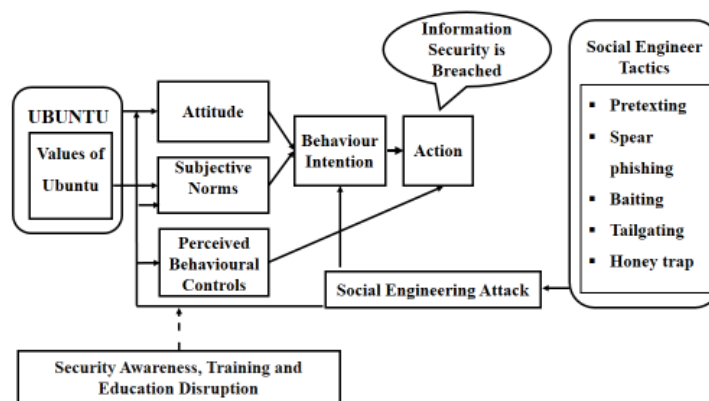 Information
Security is
Breached
Social Engineer
Tactics
▪ Pretexting
▪ Spear
phishing
▪ Baiting
▪ Tailgating
▪ Honey trap
UBUNTU
Values of
Ubuntu
Attitude
Subjective
Norms
Perceived
Behavioural
Controls
Behaviour
Intention
Action
Social Engineering Attack
Security Awareness, Training and
Education Disruption